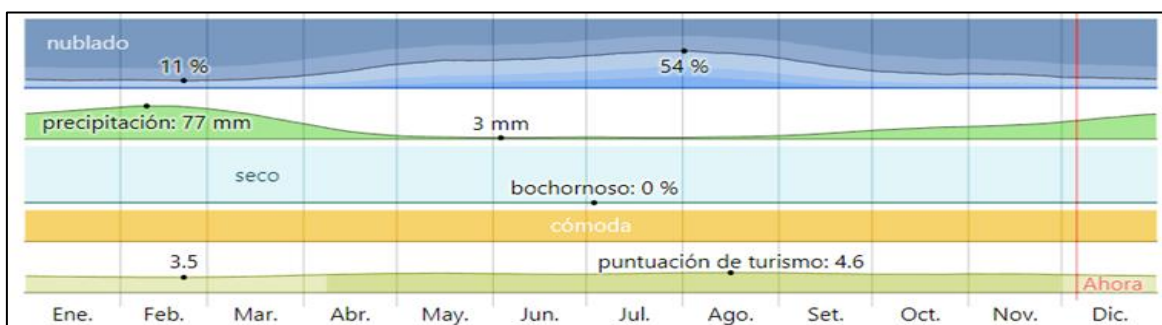 nublado
11 %
54 %
precipitación: 77 mm
3 mm
seco
bochornoso: 0 %
cómoda
3.5
puntuación de turismo: 4.6
Ahora
Ene. Feb. Mar. Abr. May. Jun. Jul. Ago. Set. Oct. Nov. Dic.